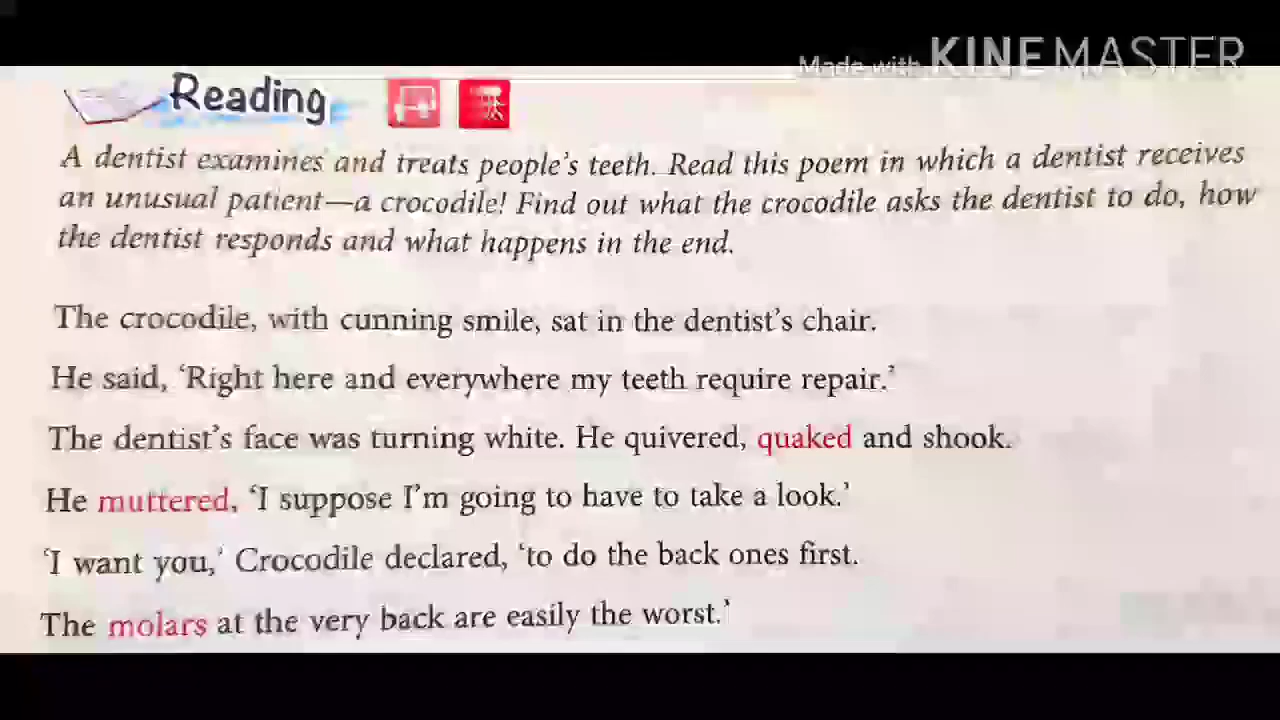 Made with KINEMASTER
Reading
A dentist examines and treats people's teeth. Read this poem in which a dentist receives
an unusual patient—a crocodile! Find out what the crocodile asks the dentist to do, how
the dentist responds and what happens in the end.
The crocodile, with cunning smile, sat in the dentist's chair.
He said, 'Right here and everywhere my teeth require repair.'
The dentist's face was turning white. He quivered, quaked and shook.
He muttered, 'I suppose I'm going to have to take a look.'
'I want you,' Crocodile declared, 'to do the back ones first.
The molars at the very back are easily the worst.'